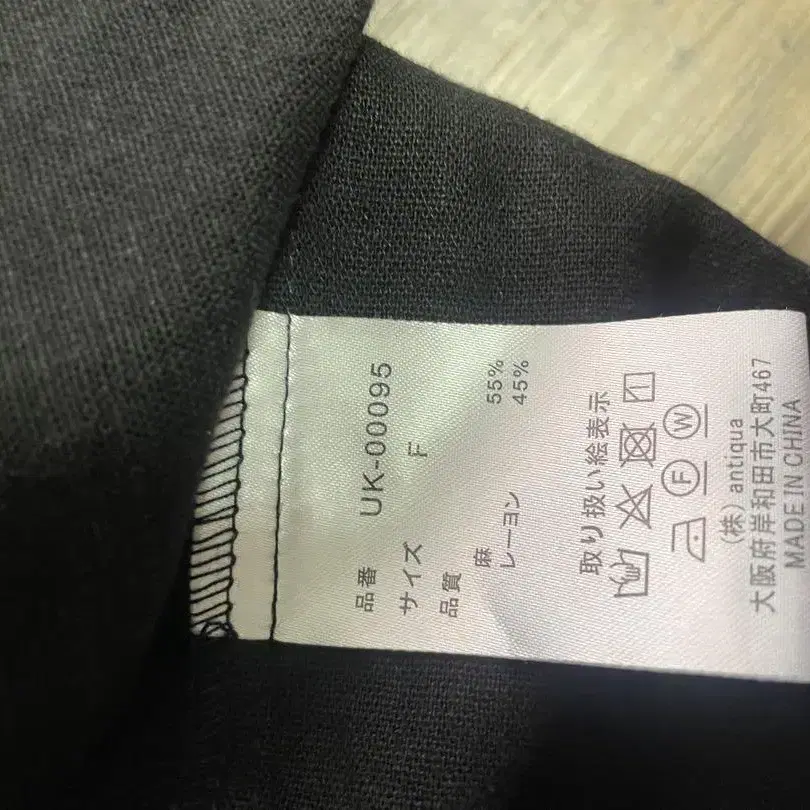 品番 UK-00095
サイズ F
品質
麻 55%
レーヨン 45%
取り扱い絵表示
F W
(株) antiqua
大阪府岸和田市大町467
MADE IN CHINA